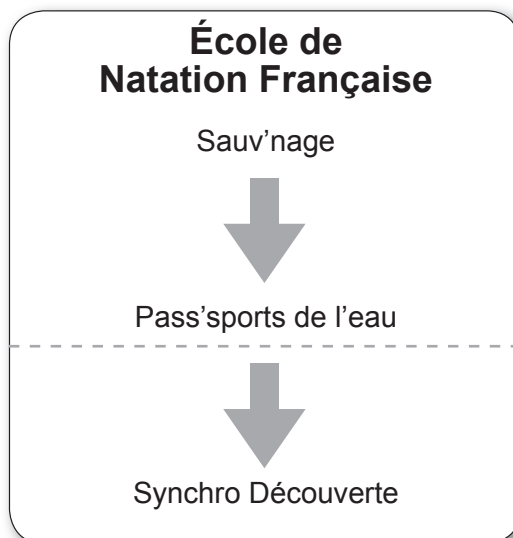 École de
Natation Française
Sauv’nage
Pass’sports de l’eau
Synchro Découverte